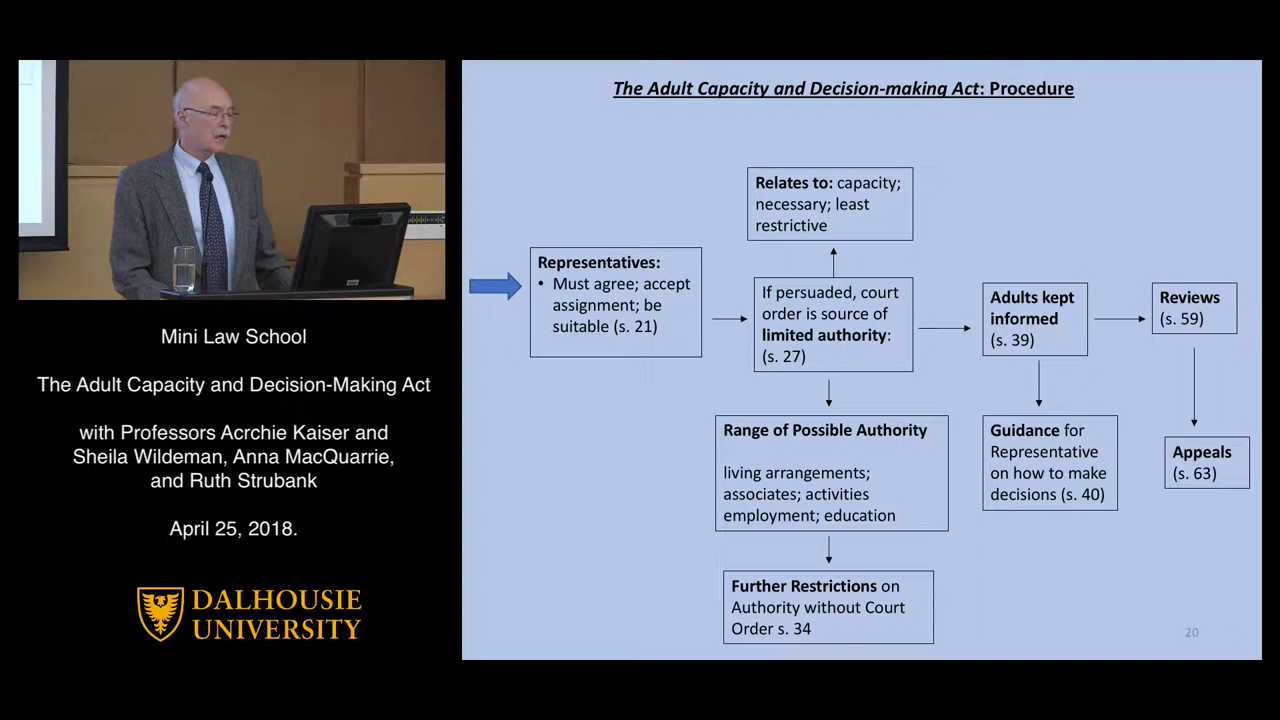 Mini Law School
The Adult Capacity and Decision-Making Act
with Professors Acrchie Kaiser and
Sheila Wildeman, Anna MacQuarrie,
and Ruth Strubank
April 25, 2018.
DALHOUSIE
UNIVERSITY
The Adult Capacity and Decision-making Act: Procedure
Relates to: capacity;
necessary; least
restrictive
Representatives:
• Must agree; accept
assignment; be
suitable (s. 21)
If persuaded, court
order is source of
limited authority:
(s. 27)
Adults kept
informed
(s. 39)
Reviews
(s. 59)
Range of Possible Authority
living arrangements;
associates; activities
employment; education
Guidance for
Representative
on how to make
decisions (s. 40)
Appeals
(s. 63)
Further Restrictions on
Authority without Court
Order s. 34
20